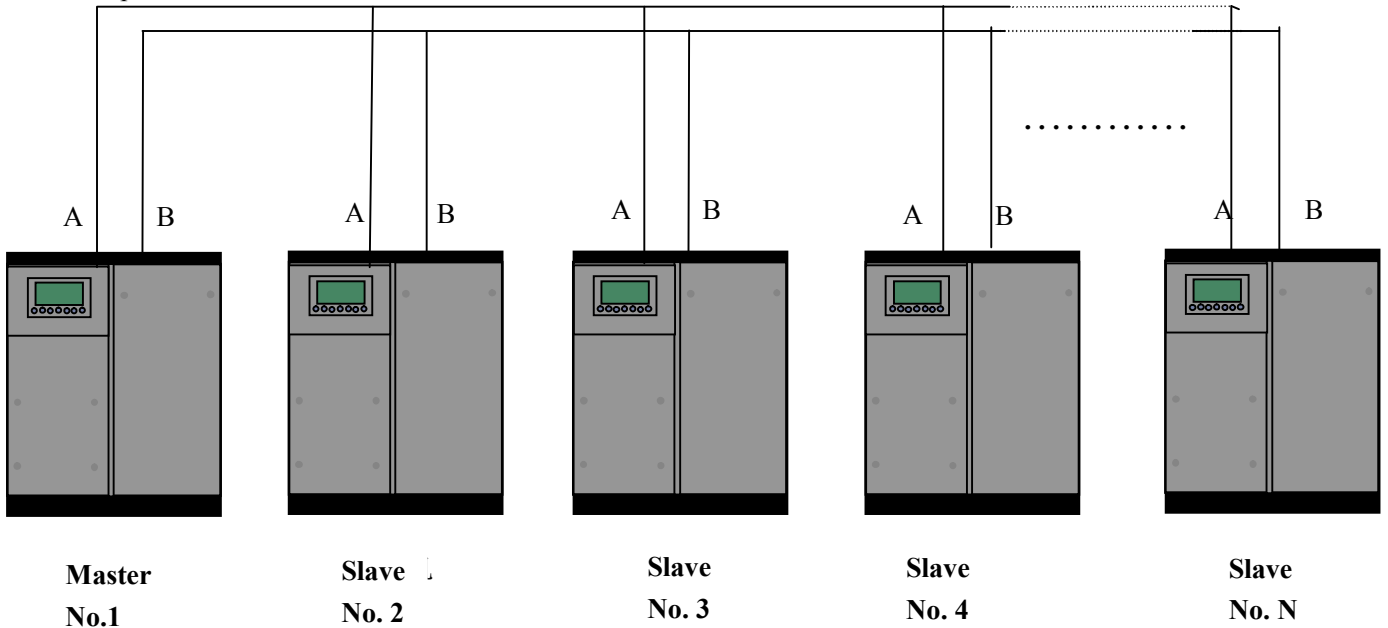 A B A B A B A B A B
............
Master Slave Slave Slave Slave
No.1 No. 2 No. 3 No. 4 No. N